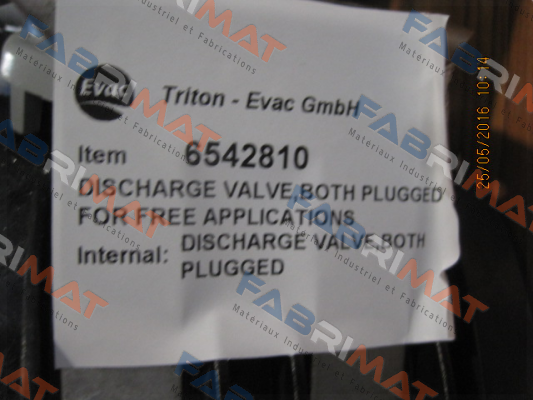 Evac
Triton - Evac GmbH
Item 6542810
DISCHARGE VALVE,BOTH PLUGGED
FOR FREE APPLICATIONS
Internal: DISCHARGE VALVE,BOTH
PLUGGED
25/05/2016 10:14
FABRIMAT
Materiaux Industriel et Fabrications